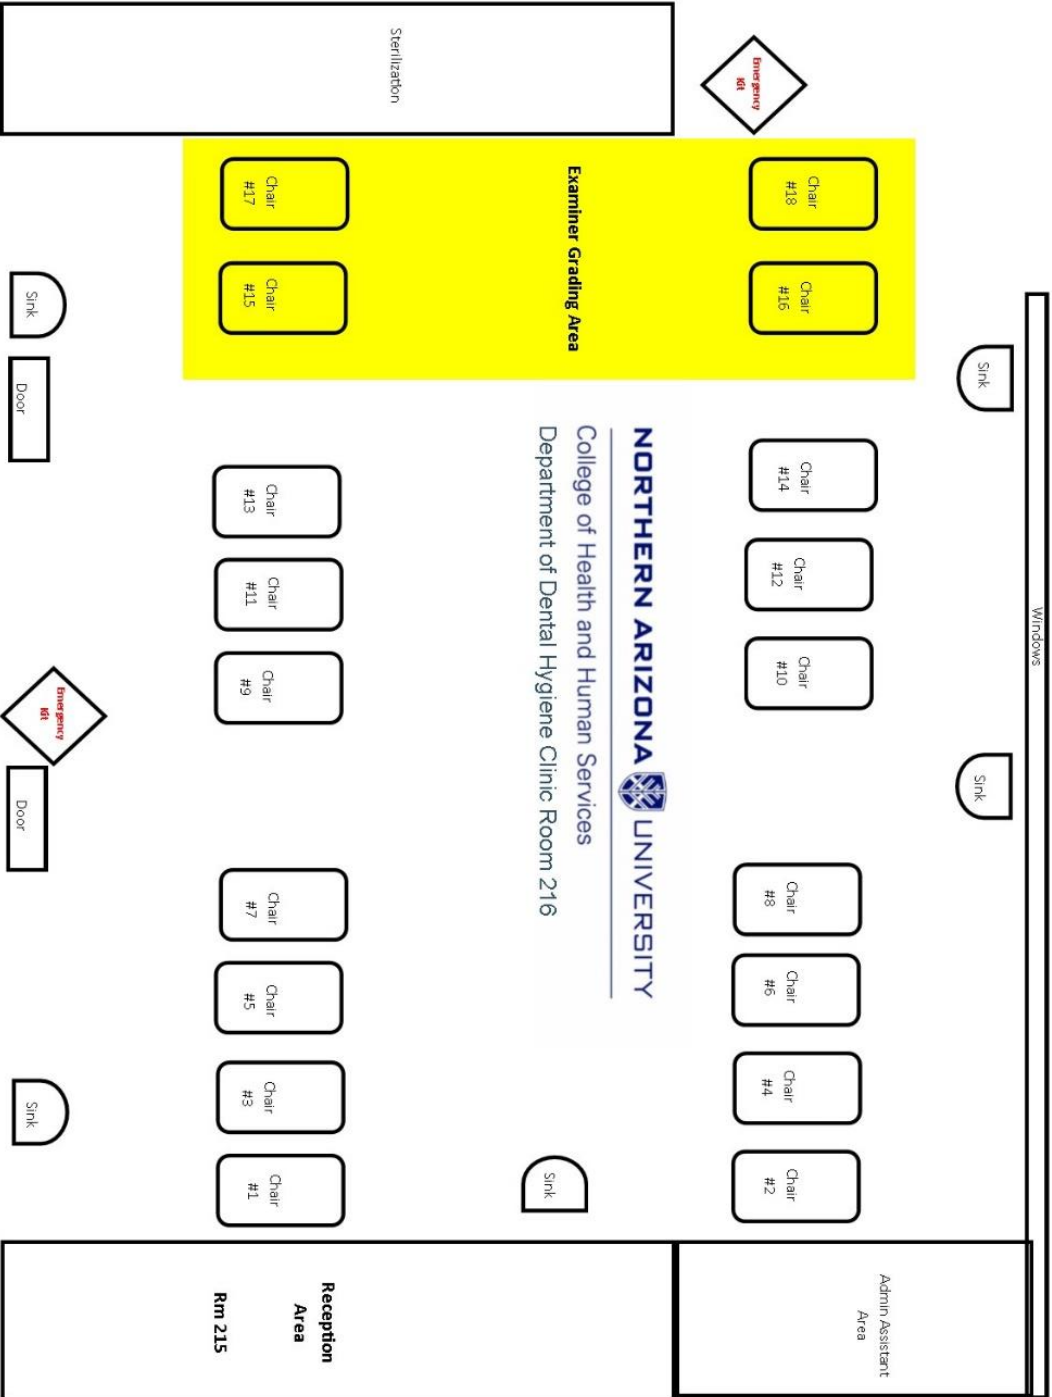 Windows
Sink
Sink
Admin Assistant
Area
Emergency
Kit
Chair
#18
Chair
#16
Chair
#14
Chair
#12
Chair
#10
Chair
#8
Chair
#6
Chair
#4
Chair
#2
NORTHERN ARIZONA UNIVERSITY
College of Health and Human Services
Department of Dental Hygiene Clinic Room 216
Examiner Grading Area
Sink
Sterilization
Chair
#17
Chair
#15
Chair
#13
Chair
#11
Chair
#9
Chair
#7
Chair
#5
Chair
#3
Chair
#1
Reception
Area
Rm 215
Sink
Door
Emergency
Kit
Door
Sink